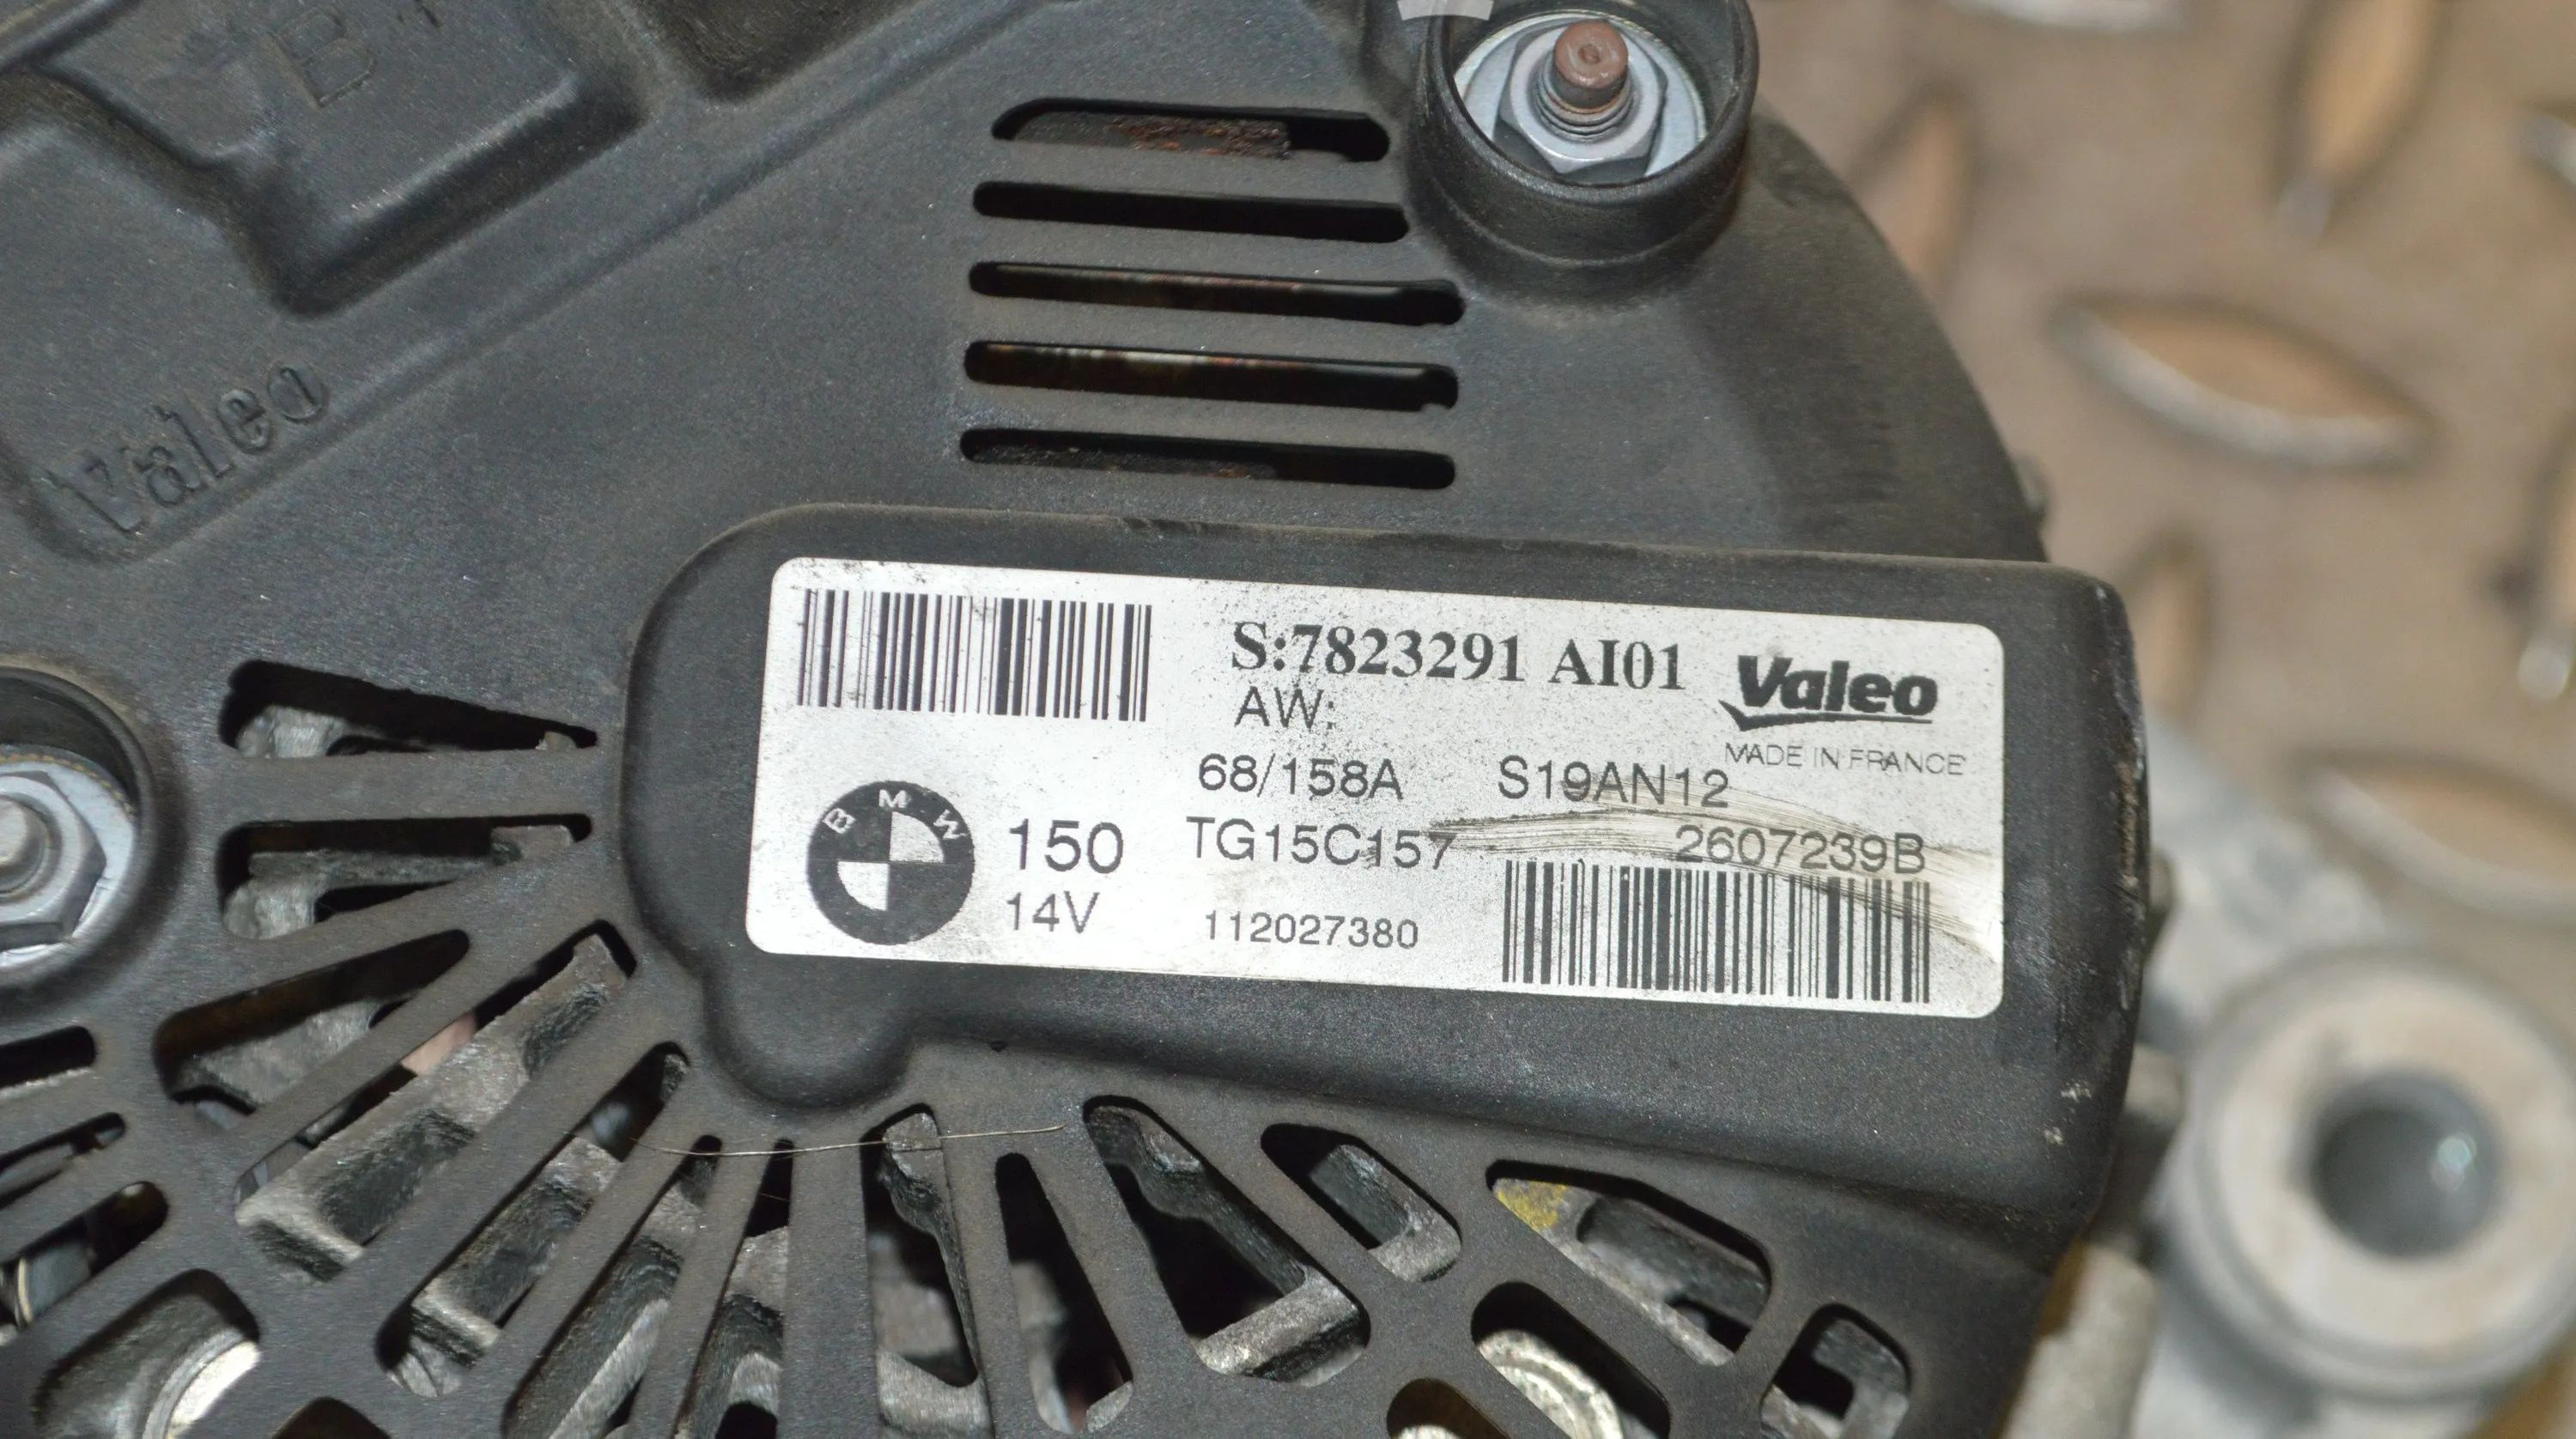 B+
Valeo
S:7823291 AI01
AW:
Valeo
MADE IN FRANCE
68/158A S19AN12
BMW
150 TG15C157 2607239B
14V 112027380